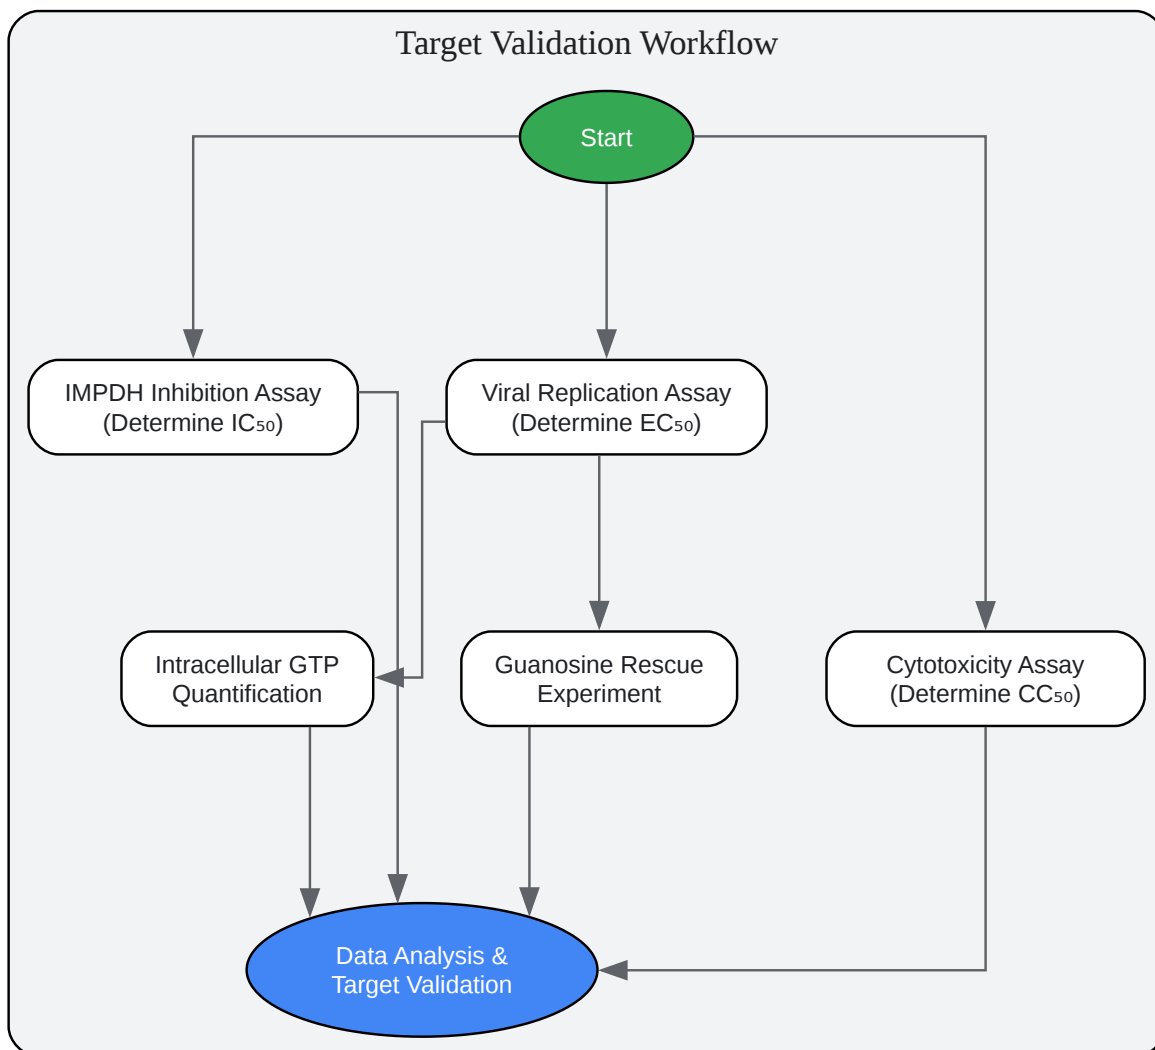 Target Validation Workflow
Start
IMPDH Inhibition Assay
(Determine IC₅₀)
Viral Replication Assay
(Determine EC₅₀)
Intracellular GTP
Quantification
Guanosine Rescue
Experiment
Cytotoxicity Assay
(Determine CC₅₀)
Data Analysis &
Target Validation